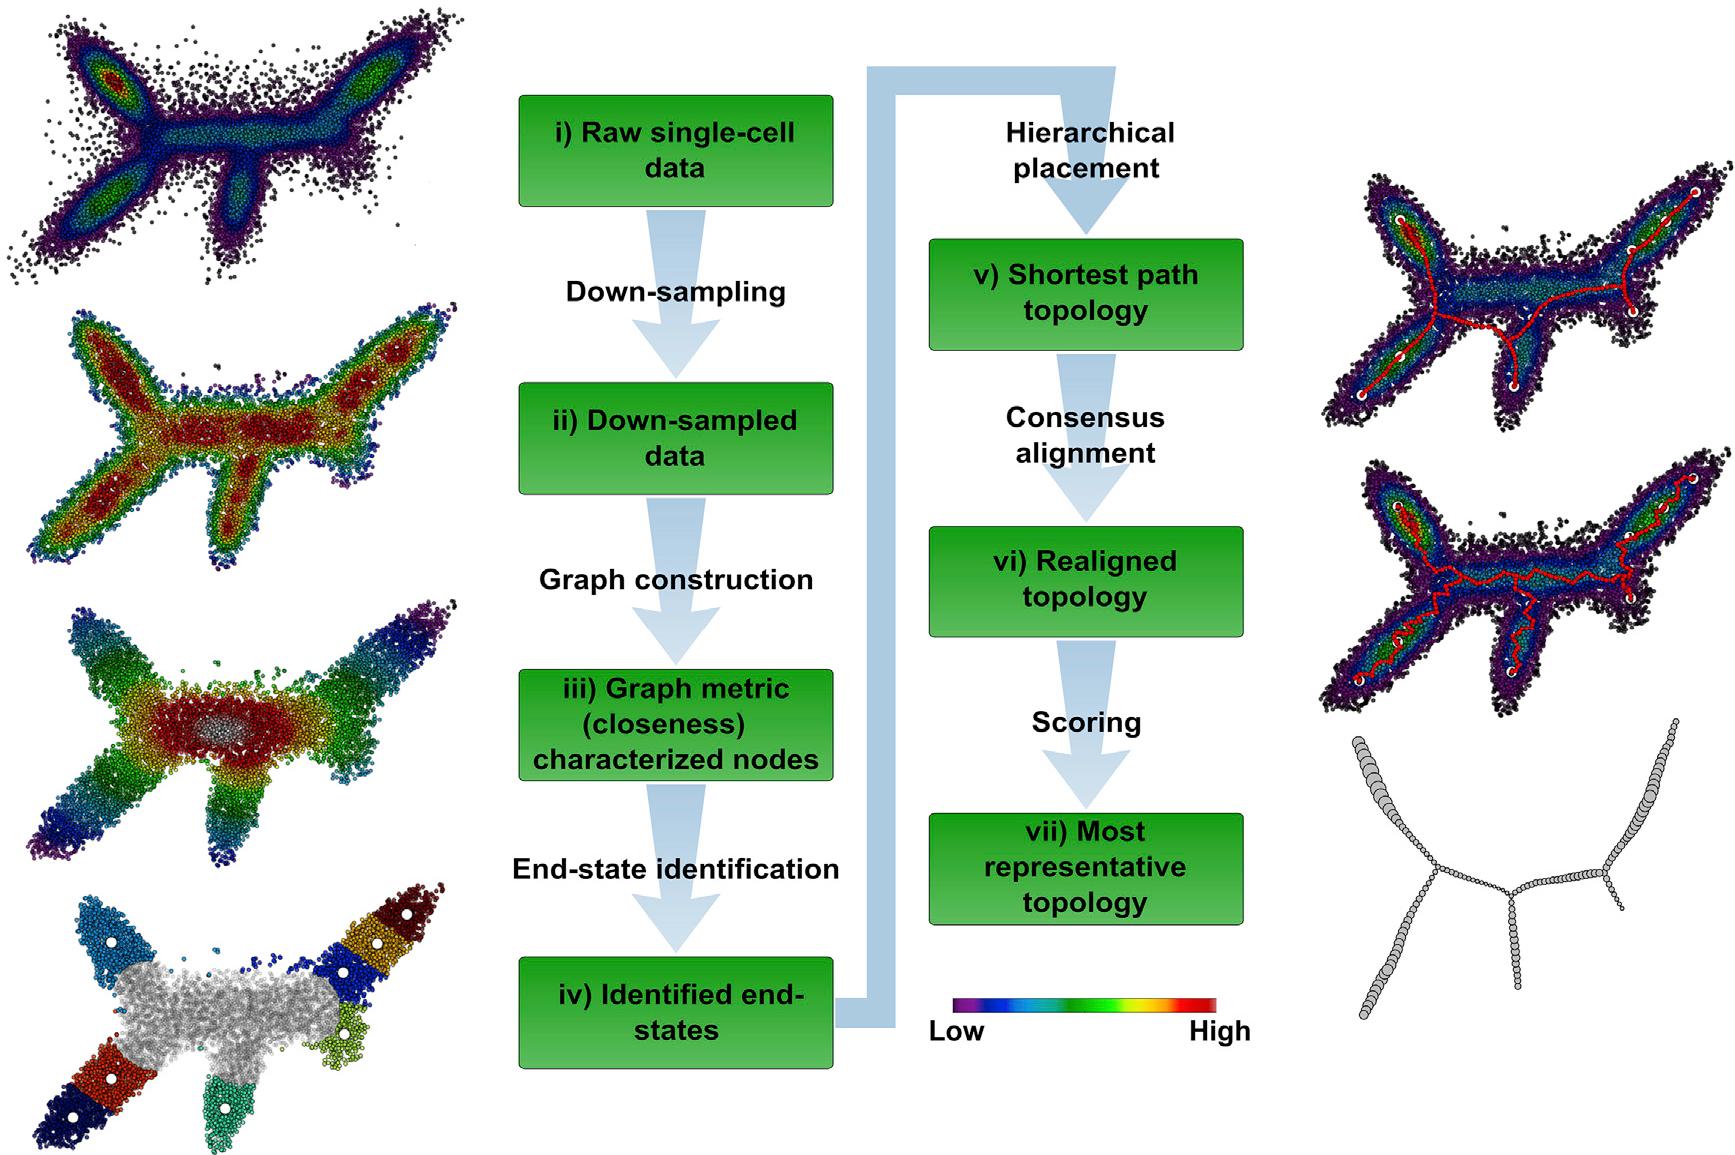 i) Raw single-cell
data
Down-sampling
ii) Down-sampled
data
Graph construction
iii) Graph metric
(closeness)
characterized nodes
End-state identification
iv) Identified end-
states
Hierarchical
placement
v) Shortest path
topology
Consensus
alignment
vi) Realigned
topology
Scoring
vii) Most
representative
topology
Low High